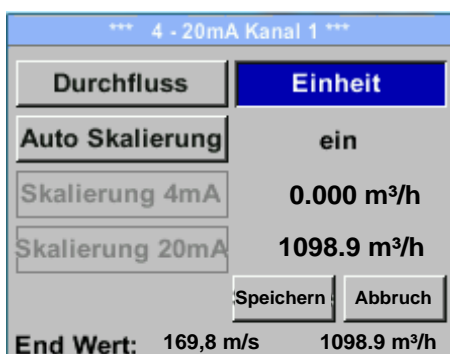 *** 4 - 20mA Kanal 1 ***
Durchfluss Einheit
Auto Skalierung ein
Skalierung 4mA 0.000 m³/h
Skalierung 20mA 1098.9 m³/h
Speichern Abbruch
End Wert: 169,8 m/s 1098.9 m³/h